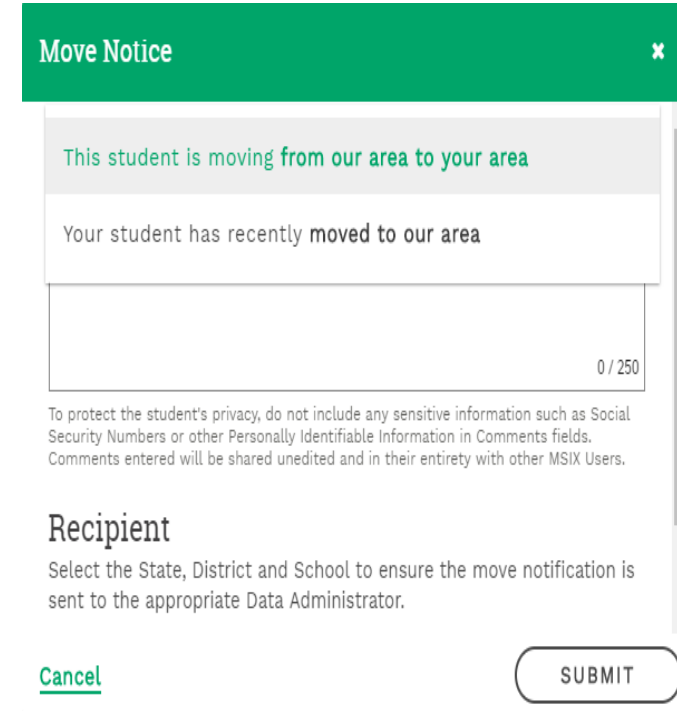 Move Notice
This student is moving from our area to your area
Your student has recently moved to our area
0 / 250
To protect the student's privacy, do not include any sensitive information such as Social
Security Numbers or other Personally Identifiable Information in Comments fields.
Comments entered will be shared unedited and in their entirety with other MSIX Users.
Recipient
Select the State, District and School to ensure the move notification is
sent to the appropriate Data Administrator.
Cancel
SUBMIT